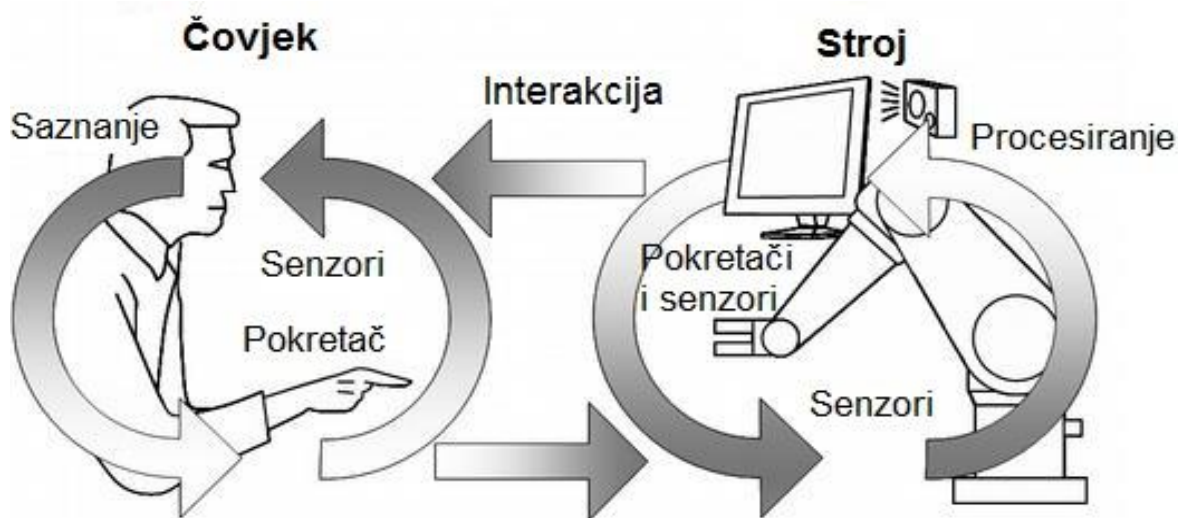 Čovjek
Stroj
Interakcija
Saznanje
Procesiranje
Senzori
Pokretači
i senzori
Pokretač
Senzori